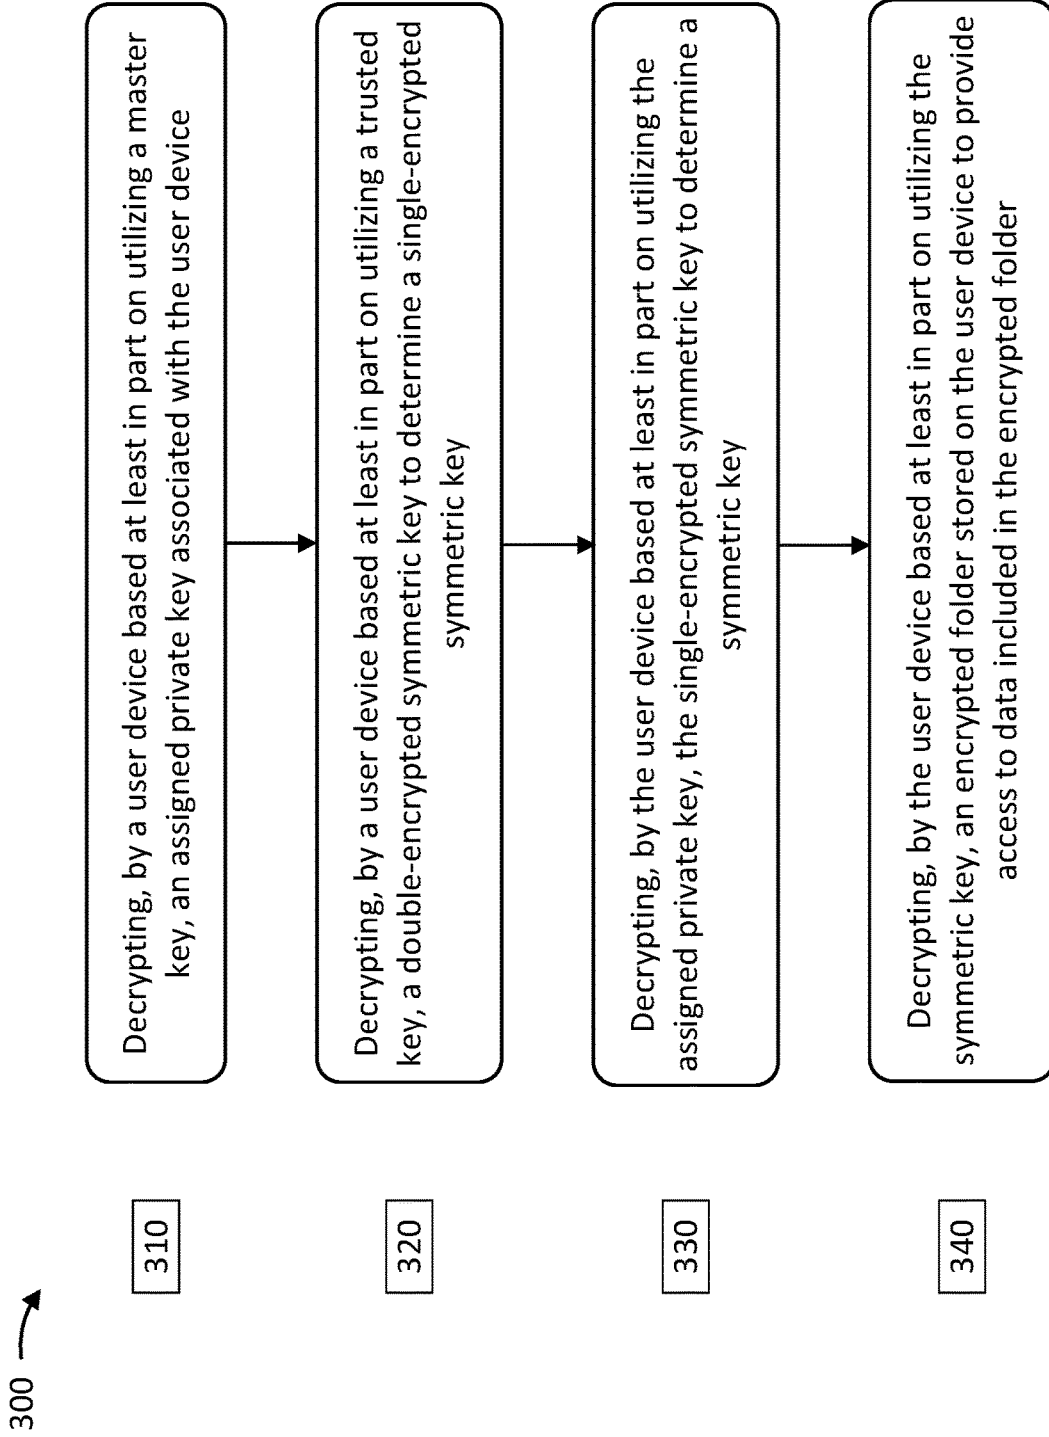 300
310
Decrypting, by a user device based at least in part on utilizing a master
key, an assigned private key associated with the user device
320
Decrypting, by a user device based at least in part on utilizing a trusted
key, a double-encrypted symmetric key to determine a single-encrypted
symmetric key
330
Decrypting, by the user device based at least in part on utilizing the
assigned private key, the single-encrypted symmetric key to determine a
symmetric key
340
Decrypting, by the user device based at least in part on utilizing the
symmetric key, an encrypted folder stored on the user device to provide
access to data included in the encrypted folder